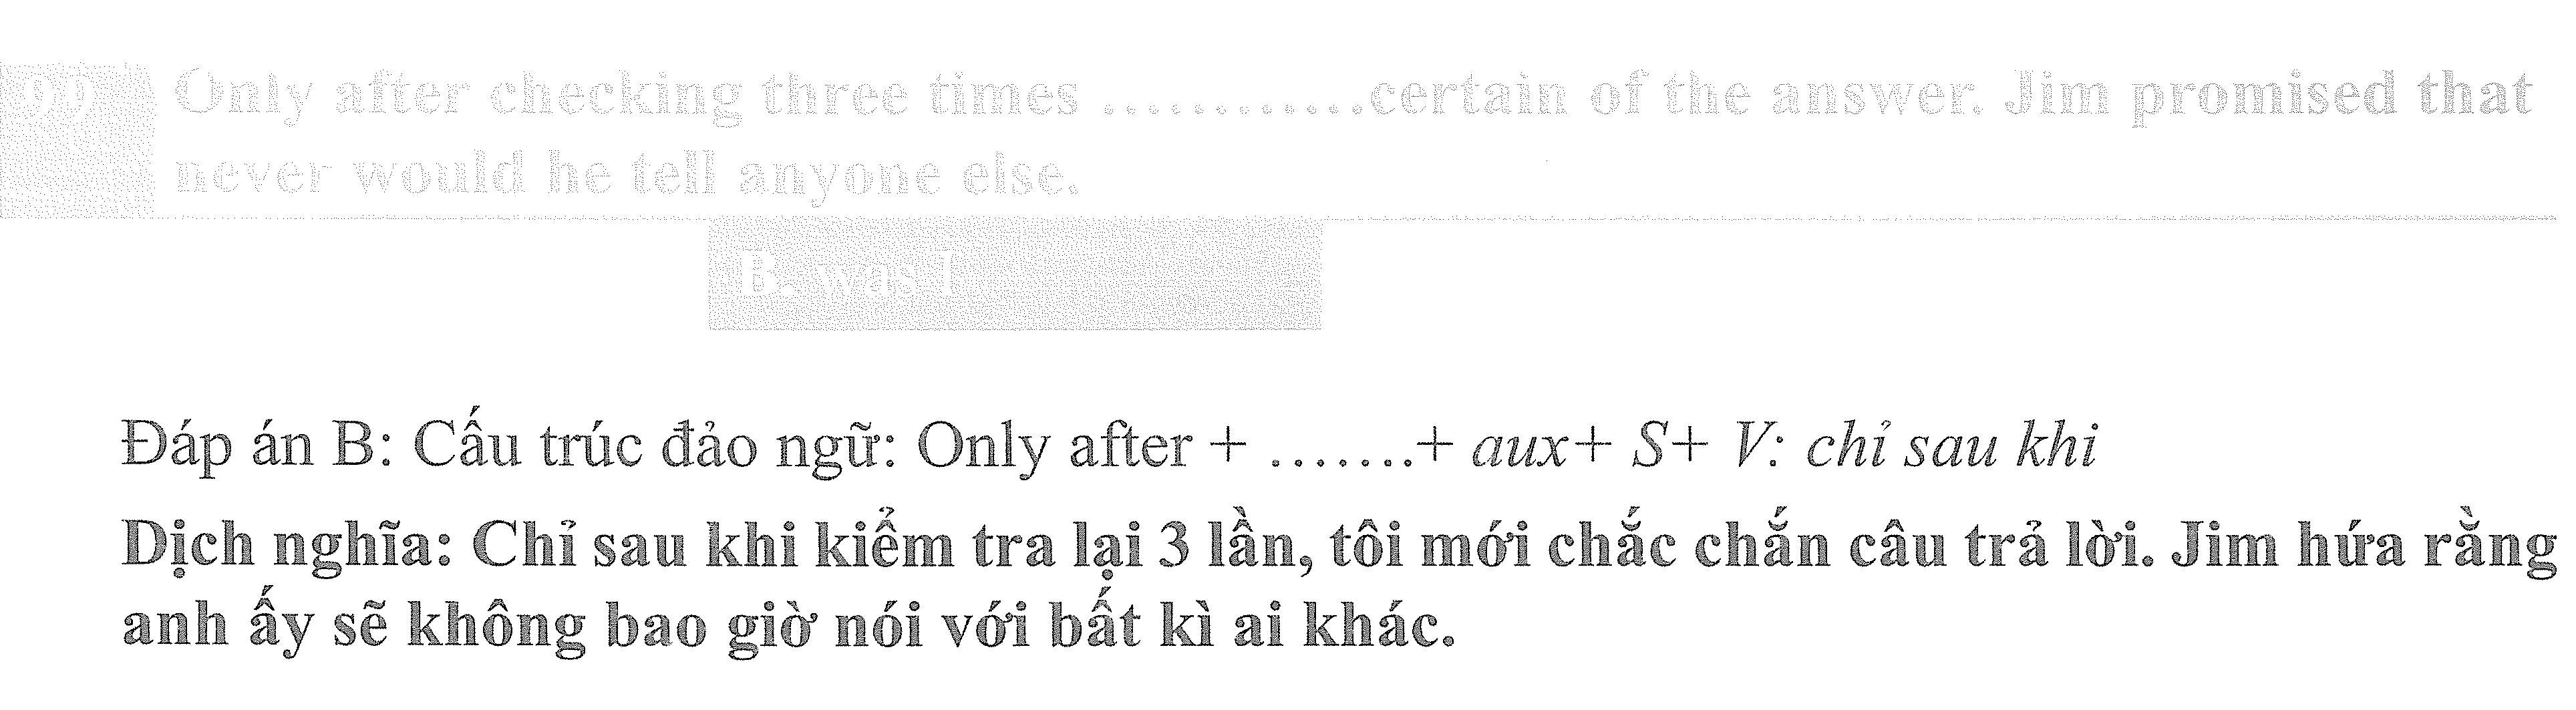 Only after checking three times …………certain of the answer. Jim promised that
never would he tell anyone else.
B. was I
Đáp án B: Cấu trúc đảo ngữ: Only after + …….+ aux+ S+ V: chỉ sau khi
Dịch nghĩa: Chỉ sau khi kiểm tra lại 3 lần, tôi mới chắc chắn câu trả lời. Jim hứa rằng
anh ấy sẽ không bao giờ nói với bất kì ai khác.